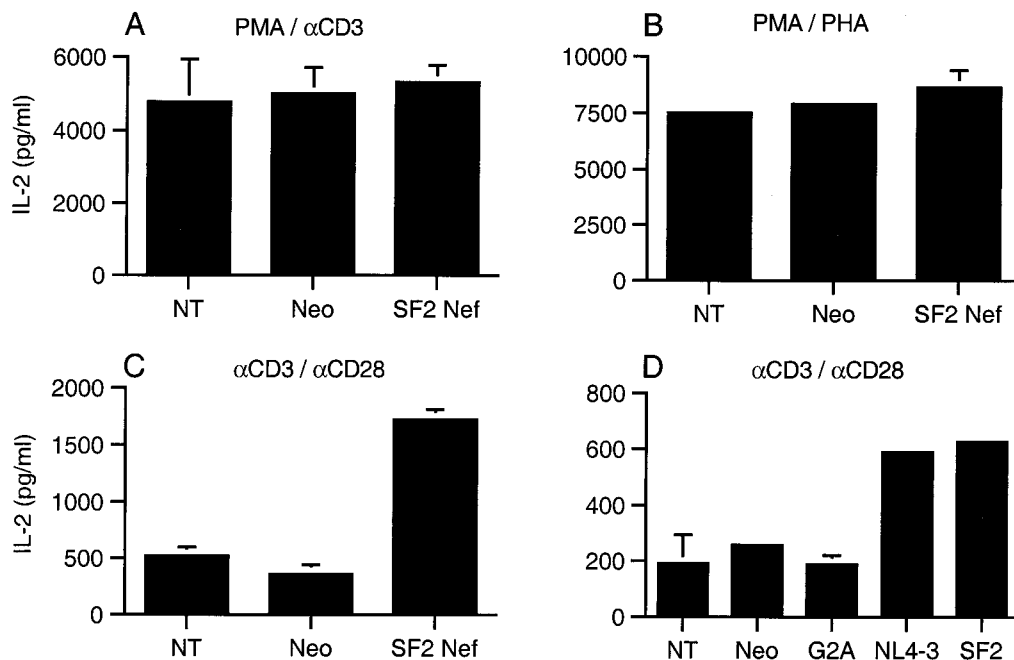 A
PMA / αCD3
IL-2 (pg/ml)
6000
4000
2000
0
NT Neo SF2 Nef
B
PMA / PHA
10000
7500
5000
2500
0
NT Neo SF2 Nef
C
αCD3 / αCD28
IL-2 (pg/ml)
2000
1500
1000
500
0
NT Neo SF2 Nef
D
αCD3 / αCD28
800
600
400
200
0
NT Neo G2A NL4-3 SF2